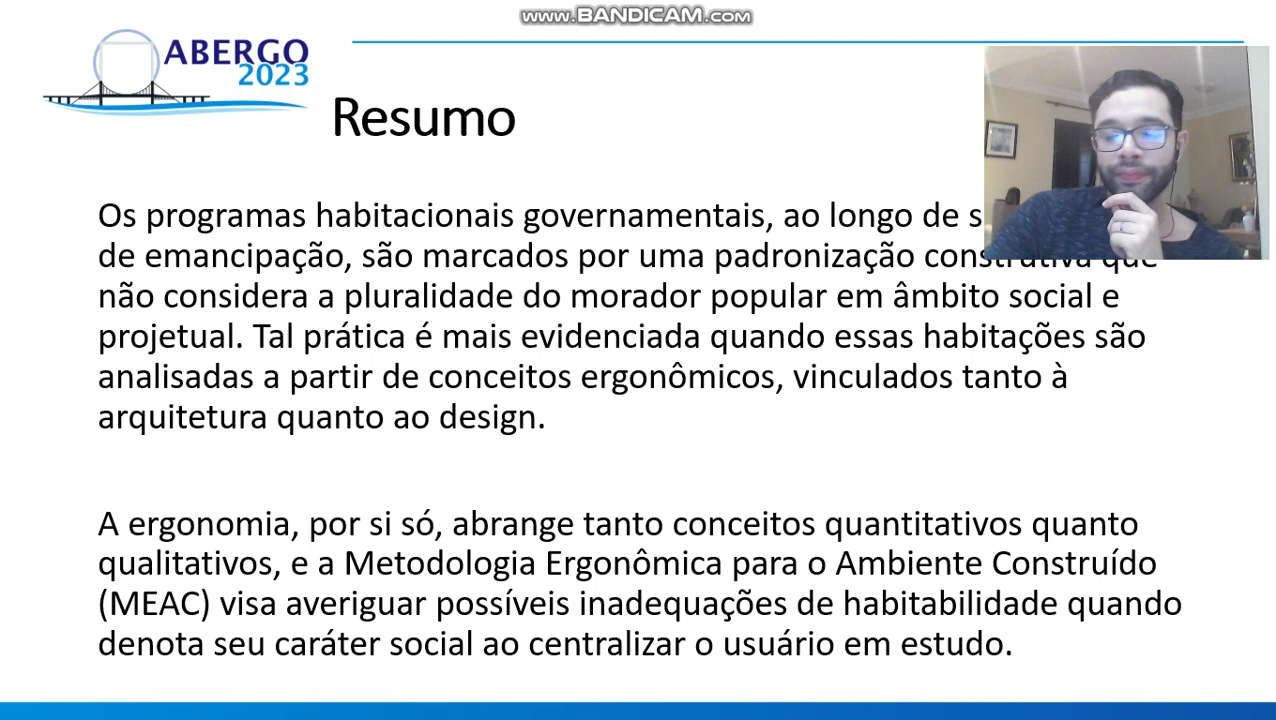 www.BANDICAM.com
ABERGO
2023
Resumo
Os programas habitacionais governamentais, ao longo de
de emancipação, são marcados por uma padronização construtiva que
não considera a pluralidade do morador popular em âmbito social e
projetual. Tal prática é mais evidenciada quando essas habitações são
analisadas a partir de conceitos ergonômicos, vinculados tanto à
arquitetura quanto ao design.
A ergonomia, por si só, abrange tanto conceitos quantitativos quanto
qualitativos, e a Metodologia Ergonômica para o Ambiente Construído
(MEAC) visa averiguar possíveis inadequações de habitabilidade quando
denota seu caráter social ao centralizar o usuário em estudo.